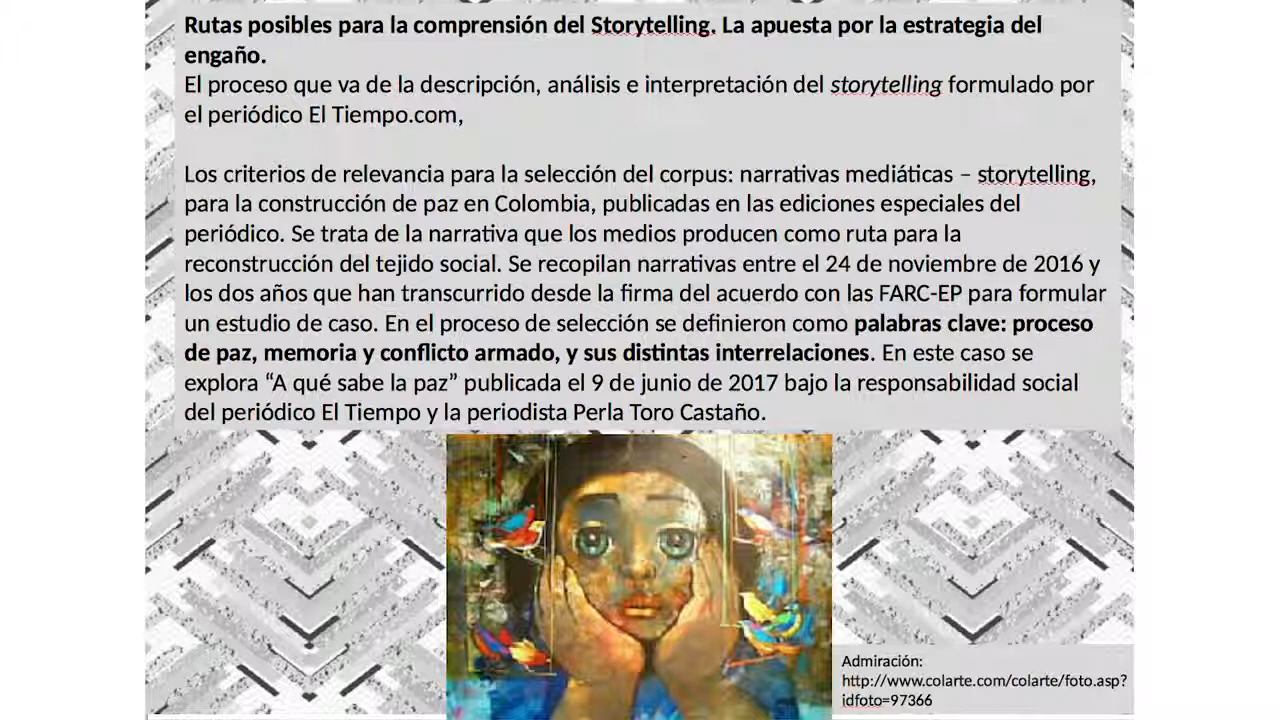 Rutas posibles para la comprensión del Storytelling. La apuesta por la estrategia del
engaño.
El proceso que va de la descripción, análisis e interpretación del storytelling formulado por
el periódico El Tiempo.com,
Los criterios de relevancia para la selección del corpus: narrativas mediáticas – storytelling,
para la construcción de paz en Colombia, publicadas en las ediciones especiales del
periódico. Se trata de la narrativa que los medios producen como ruta para la
reconstrucción del tejido social. Se recopilan narrativas entre el 24 de noviembre de 2016 y
los dos años que han transcurrido desde la firma del acuerdo con las FARC-EP para formular
un estudio de caso. En el proceso de selección se definieron como palabras clave: proceso
de paz, memoria y conflicto armado, y sus distintas interrelaciones. En este caso se
explora “A qué sabe la paz” publicada el 9 de junio de 2017 bajo la responsabilidad social
del periódico El Tiempo y la periodista Perla Toro Castaño.
Admiración:
http://www.colarte.com/colarte/foto.asp?
idfoto=97366